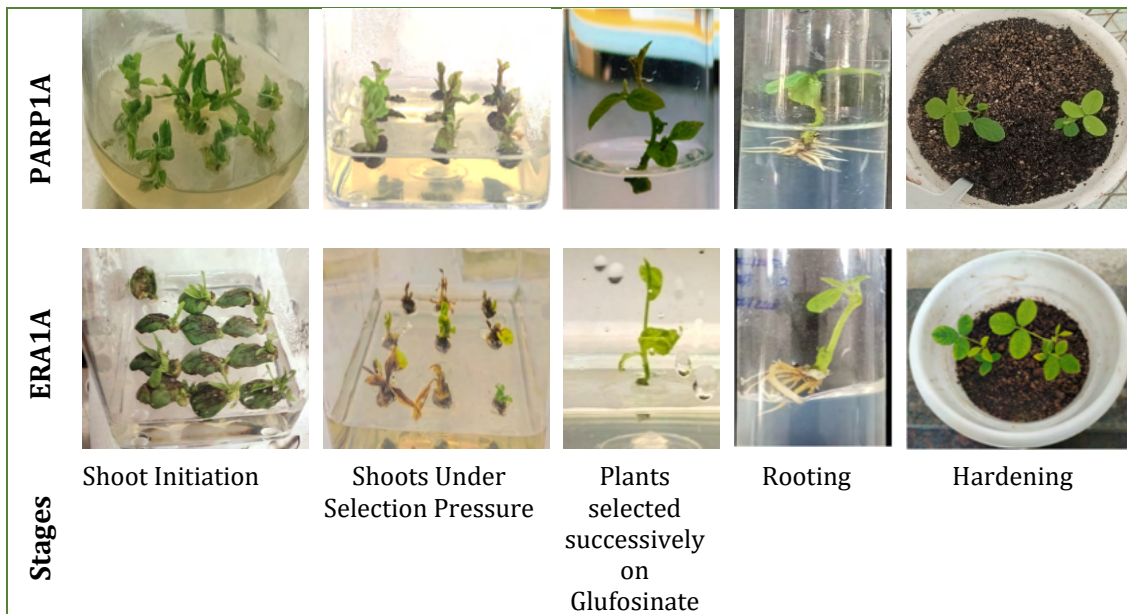 PARP1A
ERA1A
Stages
Shoot Initiation
Shoots Under
Selection Pressure
Plants
selected
successively
on
Glufosinate
Rooting
Hardening